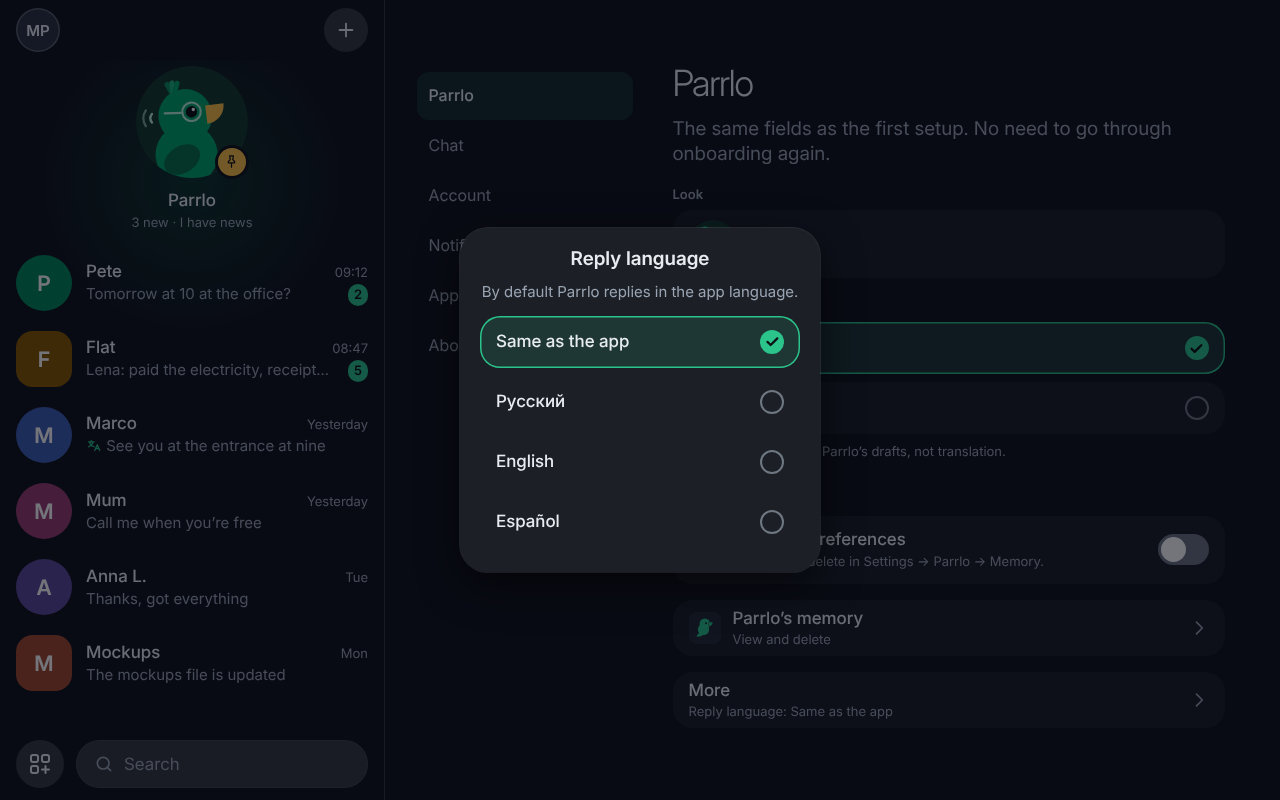 MP
Parrlo
3 new · I have news
P
Pete
09:12
Tomorrow at 10 at the office?
2
F
Flat
08:47
Lena: paid the electricity, receipt...
5
M
Marco
Yesterday
See you at the entrance at nine
M
Mum
Yesterday
Call me when you’re free
A
Anna L.
Tue
Thanks, got everything
M
Mockups
Mon
The mockups file is updated
Search
Parrlo
Chat
Account
Parrlo
The same fields as the first setup. No need to go through
onboarding again.
Look
Reply language
By default Parrlo replies in the app language.
Same as the app
Русский
English
Español
Parrlo’s drafts, not translation.
in Settings → Parrlo → Memory.
Parrlo’s memory
View and delete
More
Reply language: Same as the app